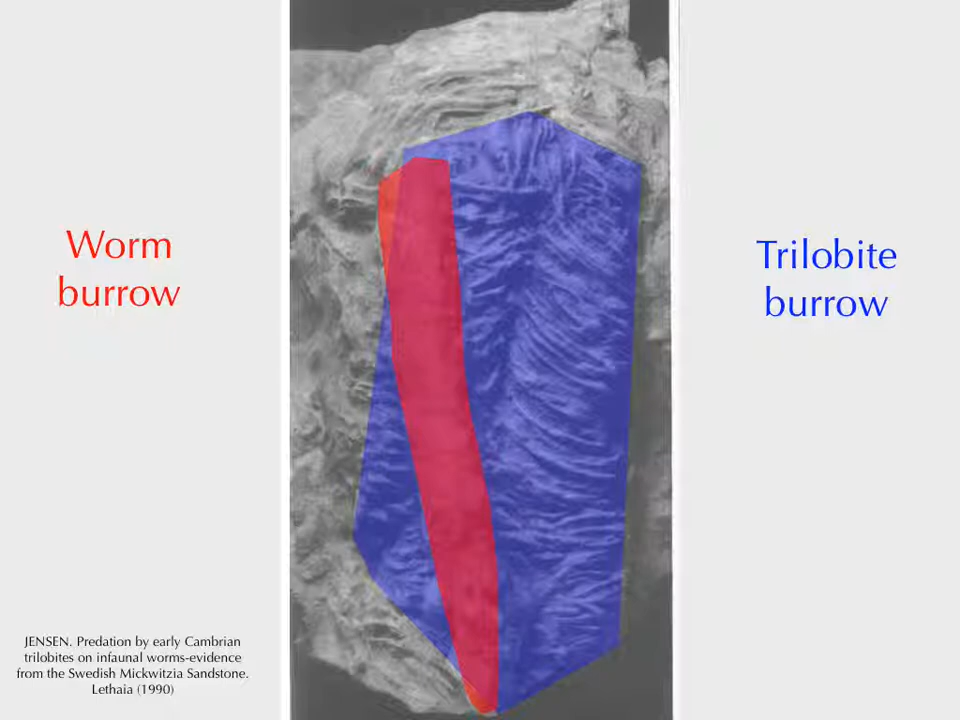 Worm
burrow
Trilobite
burrow
JENSEN. Predation by early Cambrian
trilobites on infaunal worms-evidence
from the Swedish Mickwitzia Sandstone.
Lethaia (1990)